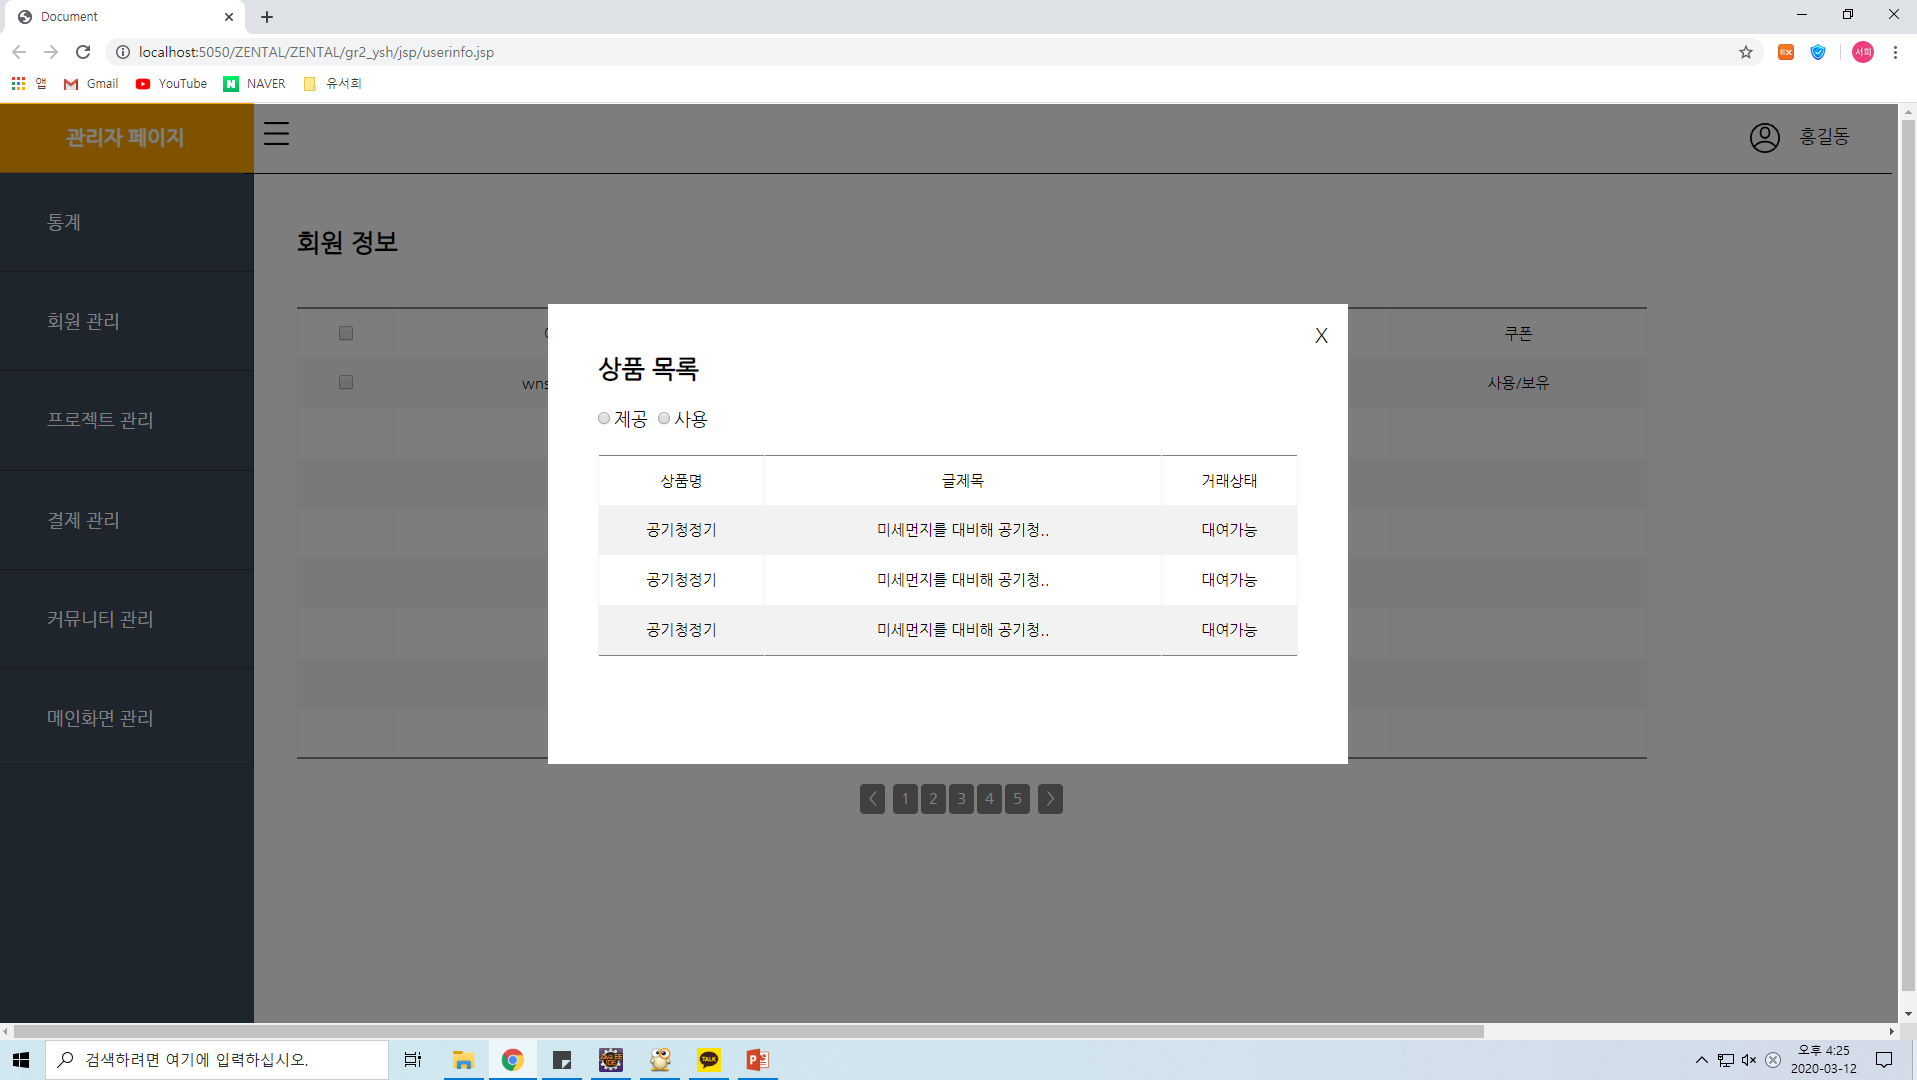 Document
localhost:5050/ZENTAL/ZENTAL/gr2_ysh/jsp/userinfo.jsp
서희
앱 Gmail YouTube NAVER 유서희
관리자 페이지
홍길동
통계
회원 관리
프로젝트 관리
결제 관리
커뮤니티 관리
메인화면 관리
회원 정보
쿠폰
wns
사용/보유
X
상품 목록
제공 사용
상품명 글제목 거래상태
공기청정기 미세먼지를 대비해 공기청.. 대여가능
공기청정기 미세먼지를 대비해 공기청.. 대여가능
공기청정기 미세먼지를 대비해 공기청.. 대여가능
< 1 2 3 4 5 >
검색하려면 여기에 입력하십시오.
TALK
오후 4:25
2020-03-12